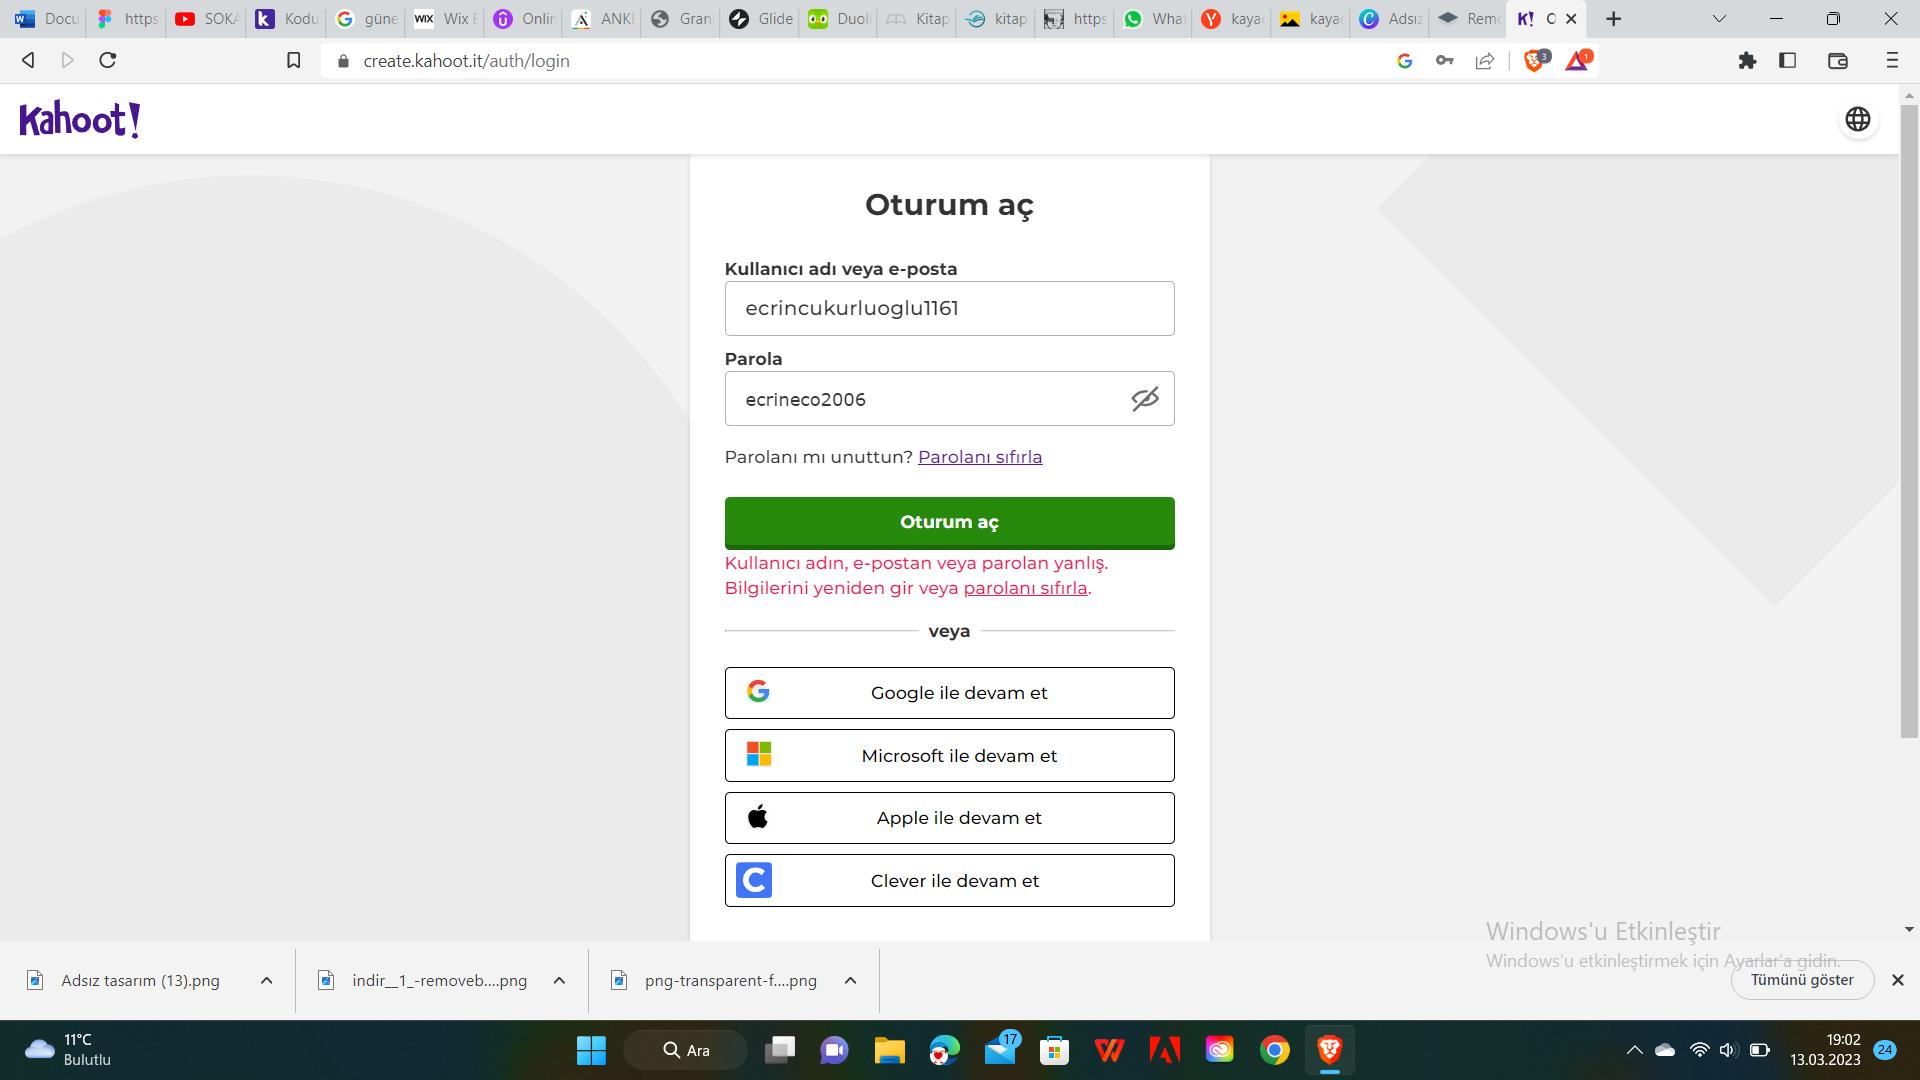 Docu
https
SOKA
Kodu
güne
Wix E
Onlin
ANKE
Gran
Glide
Duol
Kitap
kitap
https
What
kayac
kayac
Adsız
Remo
K! O
create.kahoot.it/auth/login
3
1
Kahoot!
Oturum aç
Kullanıcı adı veya e-posta
ecrincukurluoglu1161
Parola
ecrineco2006
Parolanı mı unuttun? Parolanı sıfırla
Oturum aç
Kullanıcı adın, e-postan veya parolan yanlış.
Bilgilerini yeniden gir veya parolanı sıfırla.
veya
Google ile devam et
Microsoft ile devam et
Apple ile devam et
Clever ile devam et
Windows'u Etkinleştir
Windows'u etkinleştirmek için Ayarlar'a gidin.
Adsız tasarım (13).png
indir__1_-removeb....png
png-transparent-f....png
Tümünü göster
11°C
Bulutlu
Ara
17
19:02
13.03.2023
24